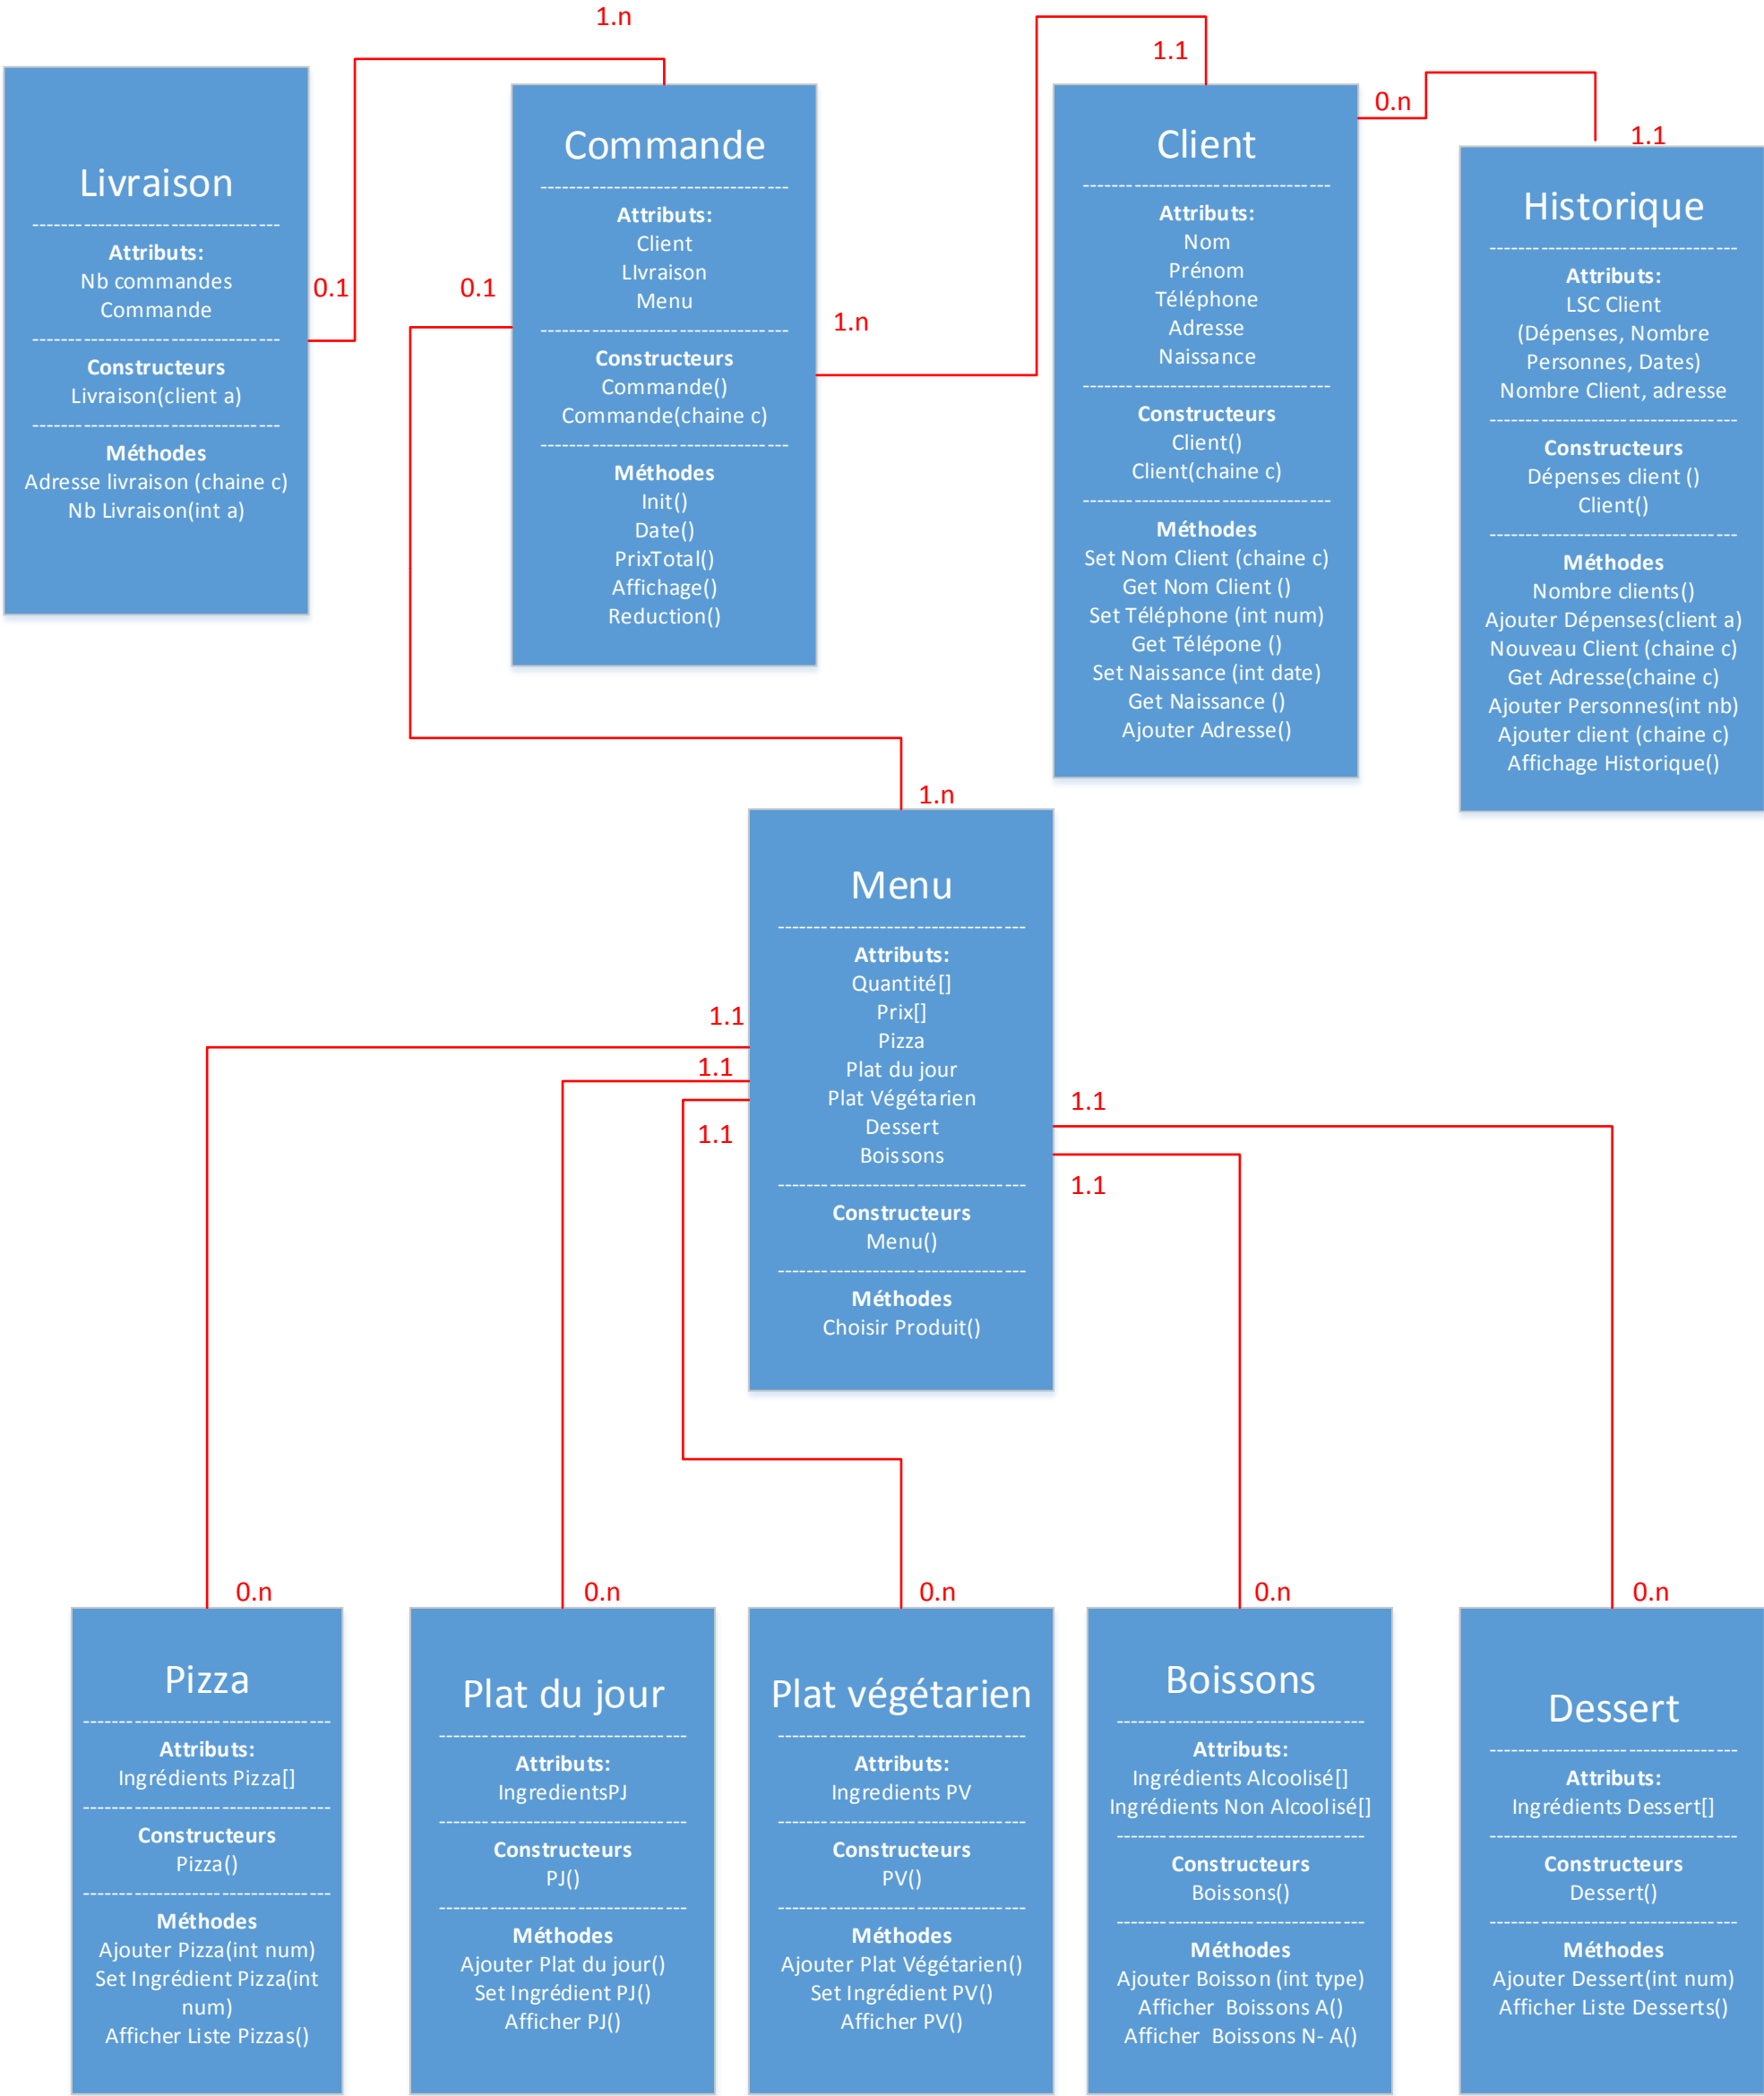 1.n
Livraison
----------------------------------
Attributs:
Nb commandes
Commande
----------------------------------
Constructeurs
Livraison(client a)
----------------------------------
Méthodes
Adresse livraison (chaine c)
Nb Livraison(int a)
0.1
Commande
----------------------------------
Attributs:
Client
LIvraison
Menu
----------------------------------
Constructeurs
Commande()
Commande(chaine c)
----------------------------------
Méthodes
Init()
Date()
PrixTotal()
Affichage()
Reduction()
0.1
1.n
1.1
Client
----------------------------------
Attributs:
Nom
Prénom
Téléphone
Adresse
Naissance
----------------------------------
Constructeurs
Client()
Client(chaine c)
----------------------------------
Méthodes
Set Nom Client (chaine c)
Get Nom Client ()
Set Téléphone (int num)
Get Télépone ()
Set Naissance (int date)
Get Naissance ()
Ajouter Adresse()
0.n
1.1
Historique
----------------------------------
Attributs:
LSC Client
(Dépenses, Nombre
Personnes, Dates)
Nombre Client, adresse
----------------------------------
Constructeurs
Dépenses client ()
Client()
----------------------------------
Méthodes
Nombre clients()
Ajouter Dépenses(client a)
Nouveau Client (chaine c)
Get Adresse(chaine c)
Ajouter Personnes(int nb)
Ajouter client (chaine c)
Affichage Historique()
1.n
Menu
----------------------------------
Attributs:
Quantité[]
Prix[]
Pizza
Plat du jour
Plat Végétarien
Dessert
Boissons
----------------------------------
Constructeurs
Menu()
----------------------------------
Méthodes
Choisir Produit()
1.1
1.1
1.1
1.1
1.1
0.n
Pizza
----------------------------------
Attributs:
Ingrédients Pizza[]
----------------------------------
Constructeurs
Pizza()
----------------------------------
Méthodes
Ajouter Pizza(int num)
Set Ingrédient Pizza(int
num)
Afficher Liste Pizzas()
0.n
Plat du jour
----------------------------------
Attributs:
IngredientsPJ
----------------------------------
Constructeurs
PJ()
----------------------------------
Méthodes
Ajouter Plat du jour()
Set Ingrédient PJ()
Afficher PJ()
0.n
Plat végétarien
----------------------------------
Attributs:
Ingredients PV
----------------------------------
Constructeurs
PV()
----------------------------------
Méthodes
Ajouter Plat Végétarien()
Set Ingrédient PV()
Afficher PV()
0.n
Boissons
----------------------------------
Attributs:
Ingrédients Alcoolisé[]
Ingrédients Non Alcoolisé[]
----------------------------------
Constructeurs
Boissons()
----------------------------------
Méthodes
Ajouter Boisson (int type)
Afficher Boissons A()
Afficher Boissons N- A()
0.n
Dessert
----------------------------------
Attributs:
Ingrédients Dessert[]
----------------------------------
Constructeurs
Dessert()
----------------------------------
Méthodes
Ajouter Dessert(int num)
Afficher Liste Desserts()